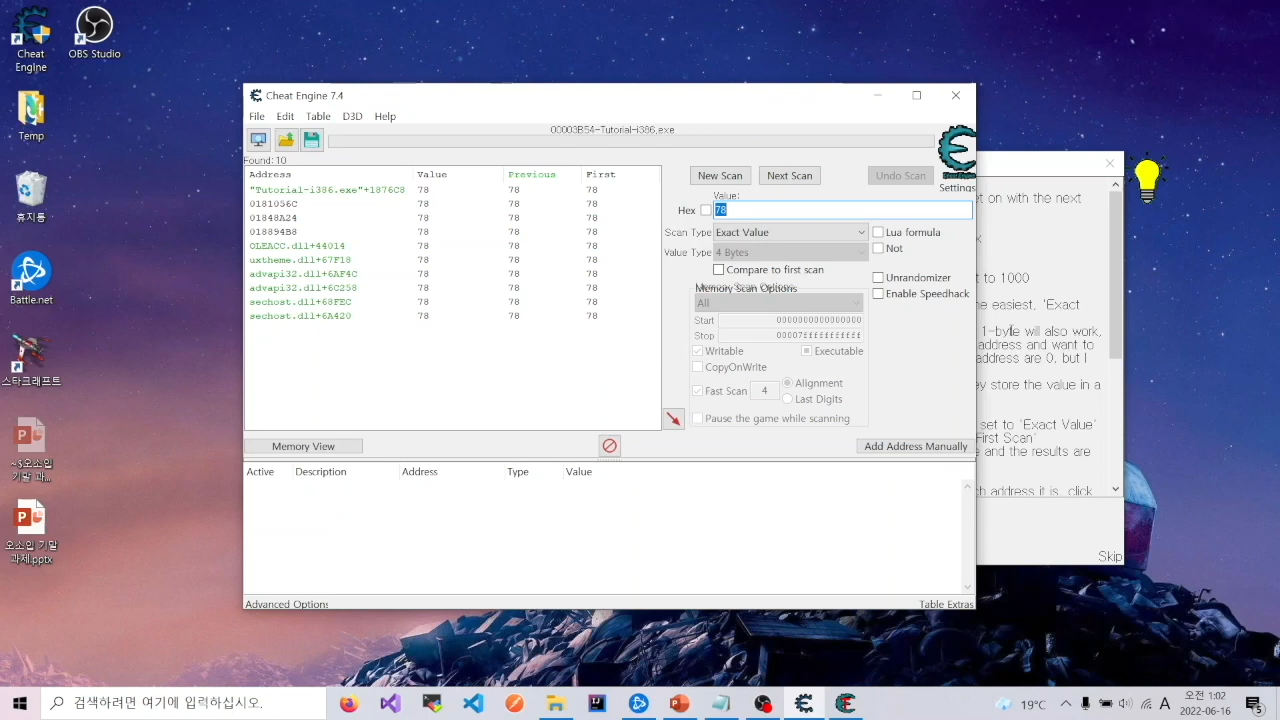 Cheat
Engine
OBS Studio
Temp
휴지통
Battle.net
스타크래프트
~$오소입
기말 과...
오소입 기말
과제.pptx
Cheat Engine 7.4
File Edit Table D3D Help
00003B54-Tutorial-i386.exe
Found: 10
Address Value Previous First
"Tutorial-i386.exe"+1876C8 78 78 78
0181056C 78 78 78
01848A24 78 78 78
018894B8 78 78 78
OLEACC.dll+44014 78 78 78
uxtheme.dll+67F18 78 78 78
advapi32.dll+6AF4C 78 78 78
advapi32.dll+6C258 78 78 78
sechost.dll+68FEC 78 78 78
sechost.dll+6A420 78 78 78
New Scan Next Scan Undo Scan
Settings
Value:
Hex 78
Scan Type Exact Value Lua formula
Value Type 4 Bytes Not
Compare to first scan
Unrandomizer
Enable Speedhack
Memory Scan Options
All
Start 0000000000000000
Stop 00007fffffffffff
Writable Executable
CopyOnWrite
Fast Scan 4 Alignment
Last Digits
Pause the game while scanning
Memory View Add Address Manually
Active Description Address Type Value
Advanced Options Table Extras
et on with the next
x
et to 1000
the easiest, 'Exact
1-byte will also work,
address and want to
address are 0, but I
ey store the value in a
set to 'Exact Value'
First Scan'
e and the results are
ch address it is, click
Skip
검색하려면 여기에 입력하십시오.
19°C
A
오전 1:02
2022-06-16
5